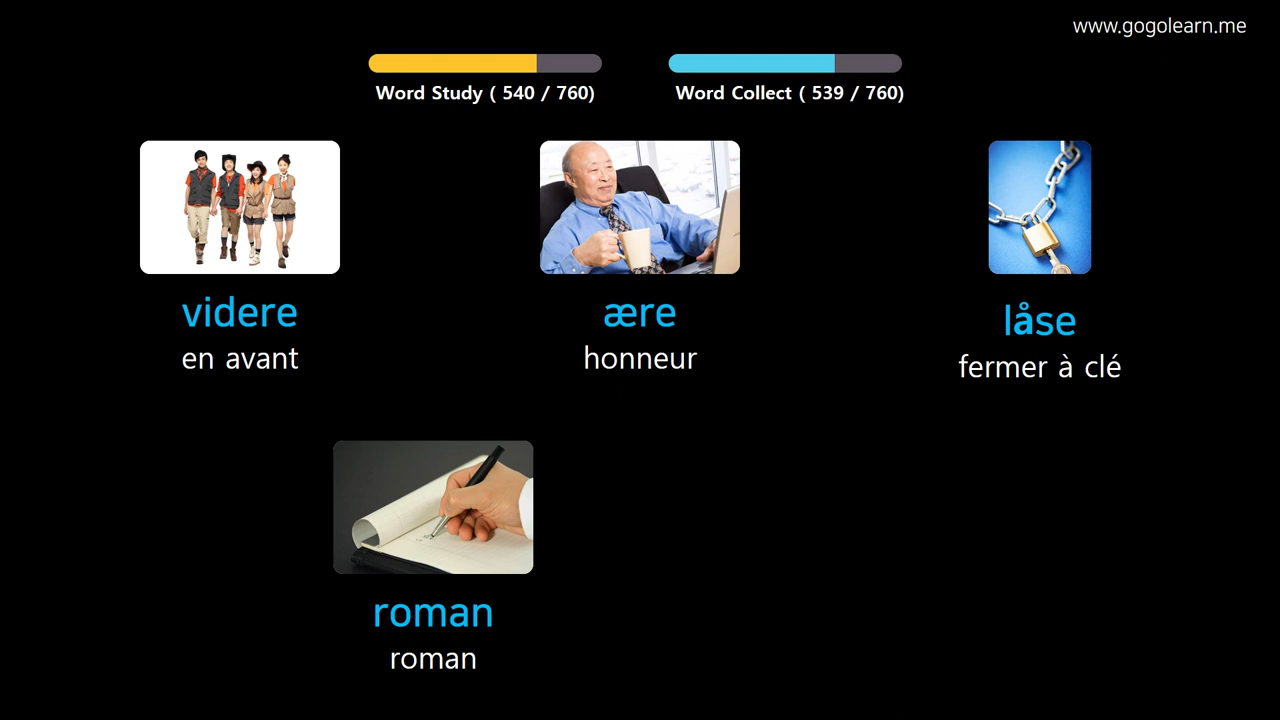 www.gogolearn.me
Word Study ( 540 / 760)
Word Collect ( 539 / 760)
videre
en avant
ære
honneur
låse
fermer à clé
roman
roman